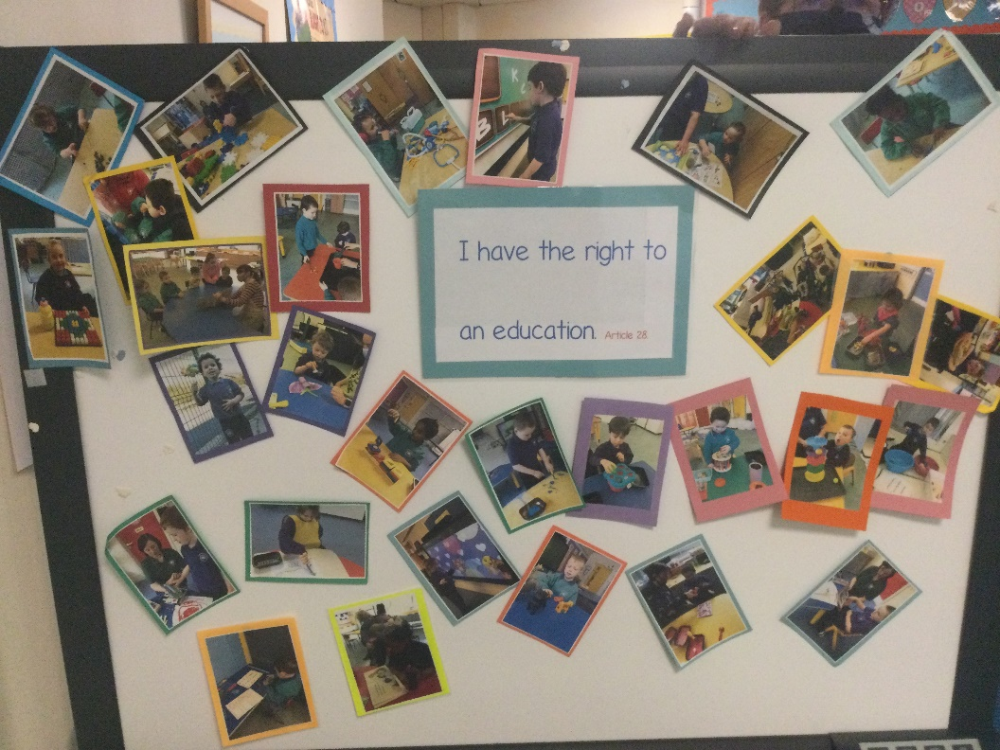 I have the right to
an education. Article 28.